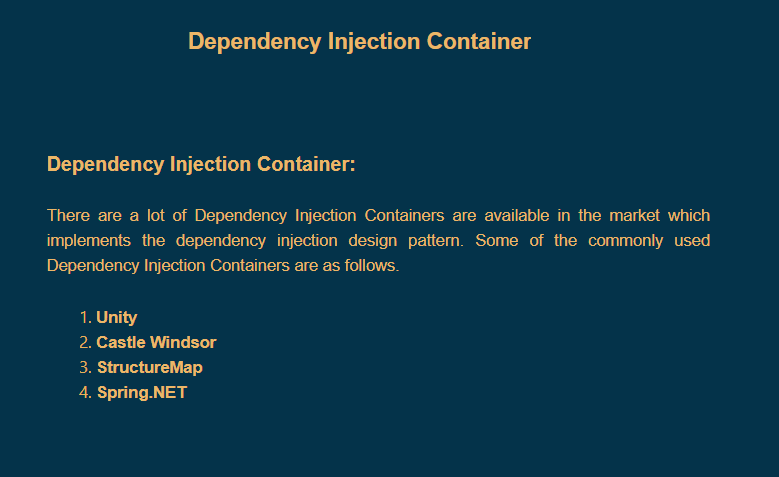 Dependency Injection Container
Dependency Injection Container:
There are a lot of Dependency Injection Containers are available in the market which
implements the dependency injection design pattern. Some of the commonly used
Dependency Injection Containers are as follows.
1. Unity
2. Castle Windsor
3. StructureMap
4. Spring.NET